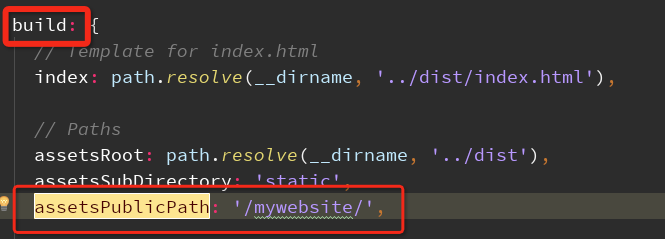 build: {
// Template for index.html
index: path.resolve(__dirname, '../dist/index.html'),
// Paths
assetsRoot: path.resolve(__dirname, '../dist'),
assetsSubDirectory: 'static',
assetsPublicPath: '/mywebsite/',